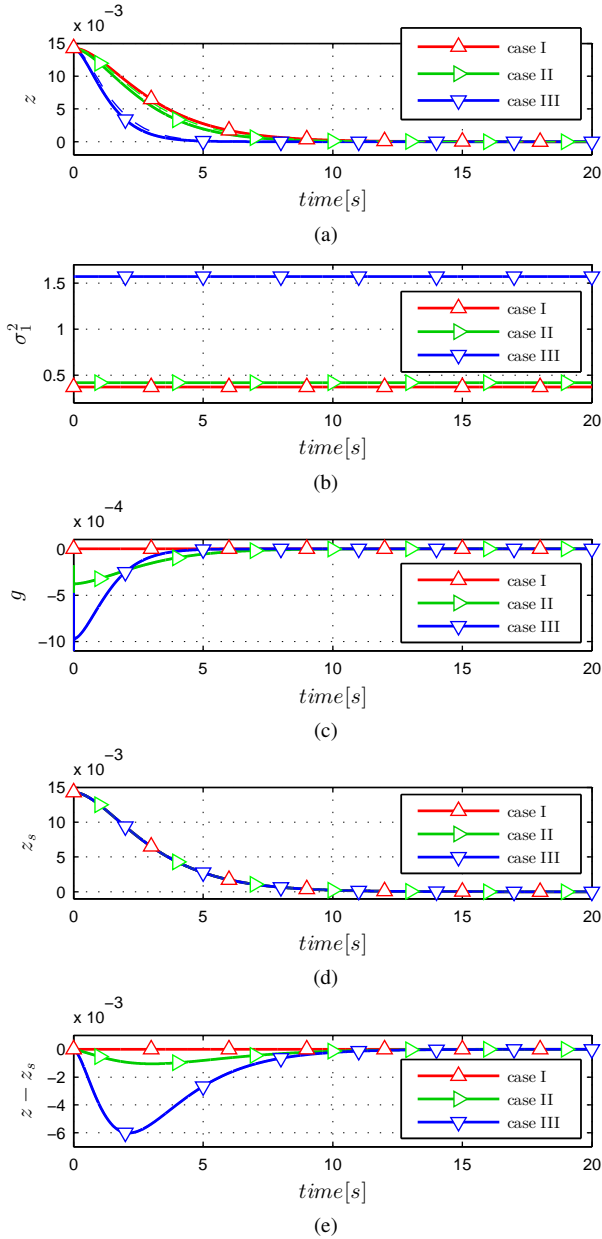 x 10 −3
15
10
5
0
z
case I
case II
case III
0 5 10 15 20
time[s]
(a)
1.5
1
0.5
σ₁²
case I
case II
case III
0 5 10 15 20
time[s]
(b)
x 10 −4
0
−5
−10
g
case I
case II
case III
0 5 10 15 20
time[s]
(c)
x 10 −3
15
10
5
0
zₛ
case I
case II
case III
0 5 10 15 20
time[s]
(d)
x 10 −3
0
−2
−4
−6
z − zₛ
case I
case II
case III
0 5 10 15 20
time[s]
(e)